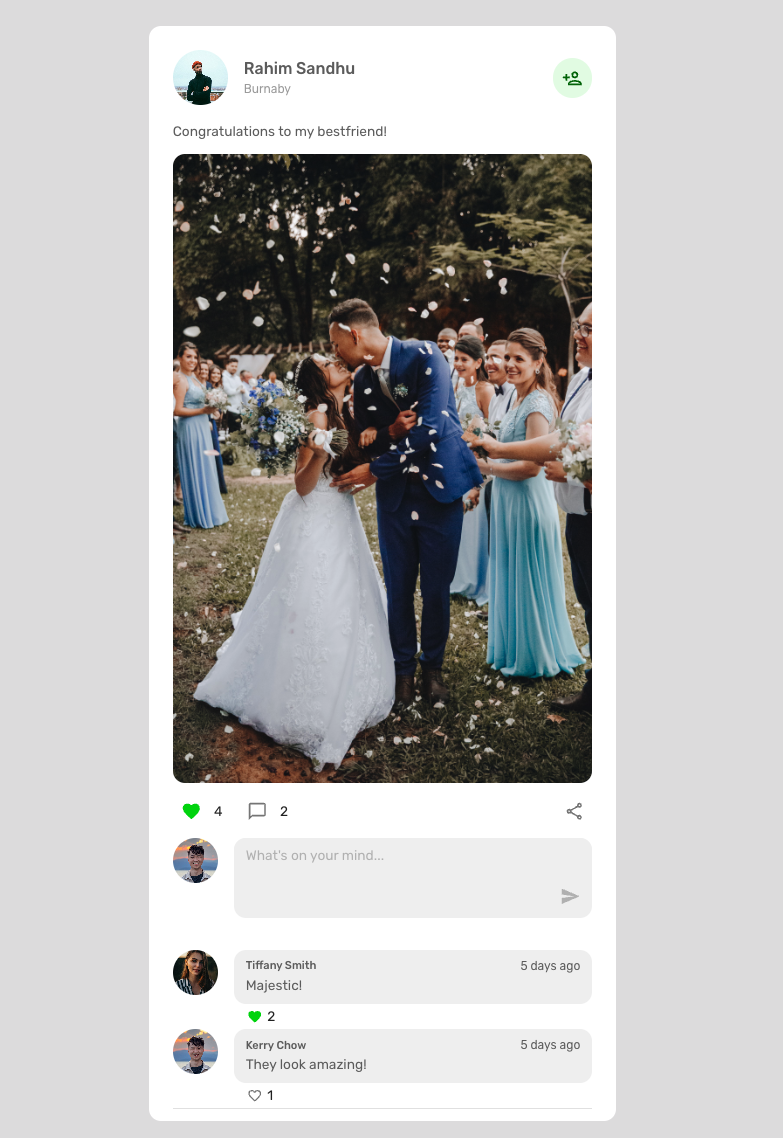 Rahim Sandhu
Burnaby
Congratulations to my bestfriend!
4
2
What's on your mind...
Tiffany Smith
5 days ago
Majestic!
2
Kerry Chow
5 days ago
They look amazing!
1